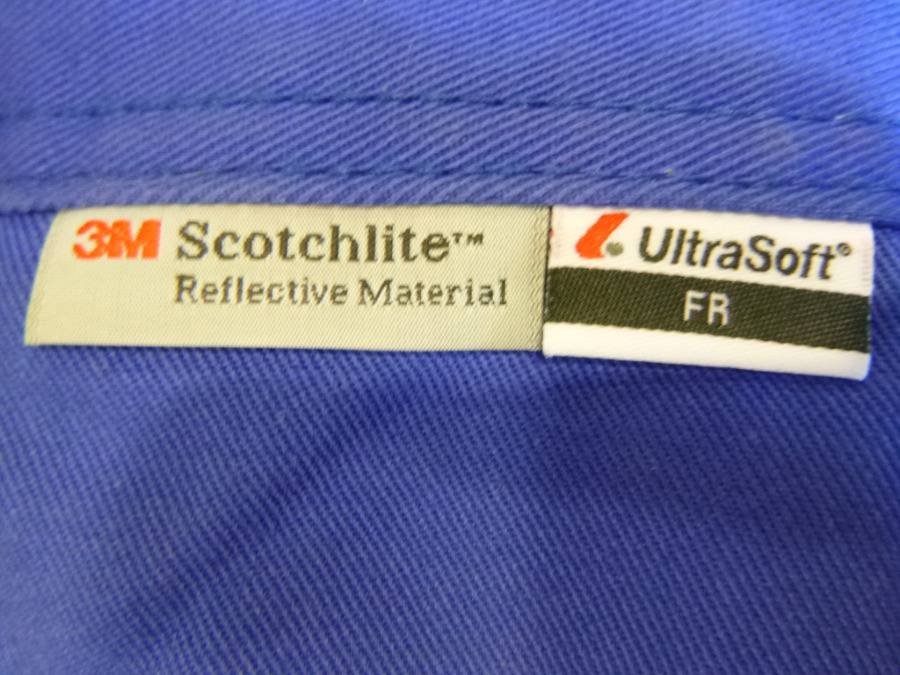 3M Scotchlite™
Reflective Material
UltraSoft®
FR